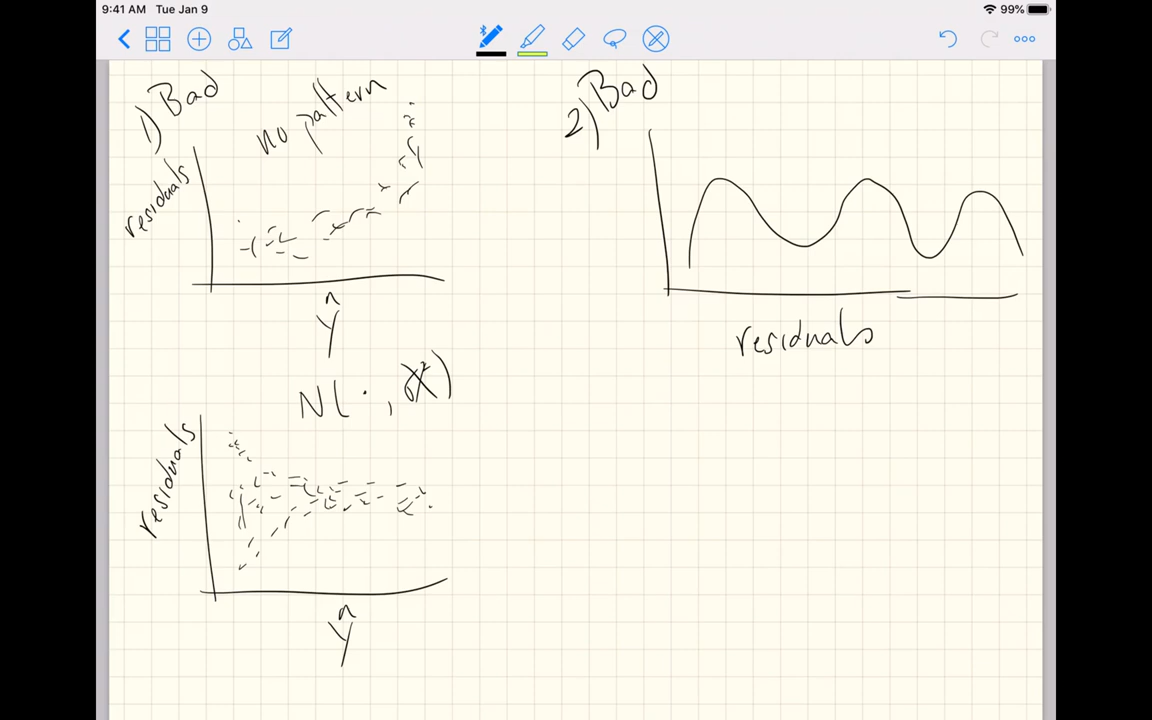 9:41 AM Tue Jan 9
99%
1) Bad
no pattern
residuals
Ŷ
N( · , σ²)
residuals
Ŷ
2) Bad
residuals